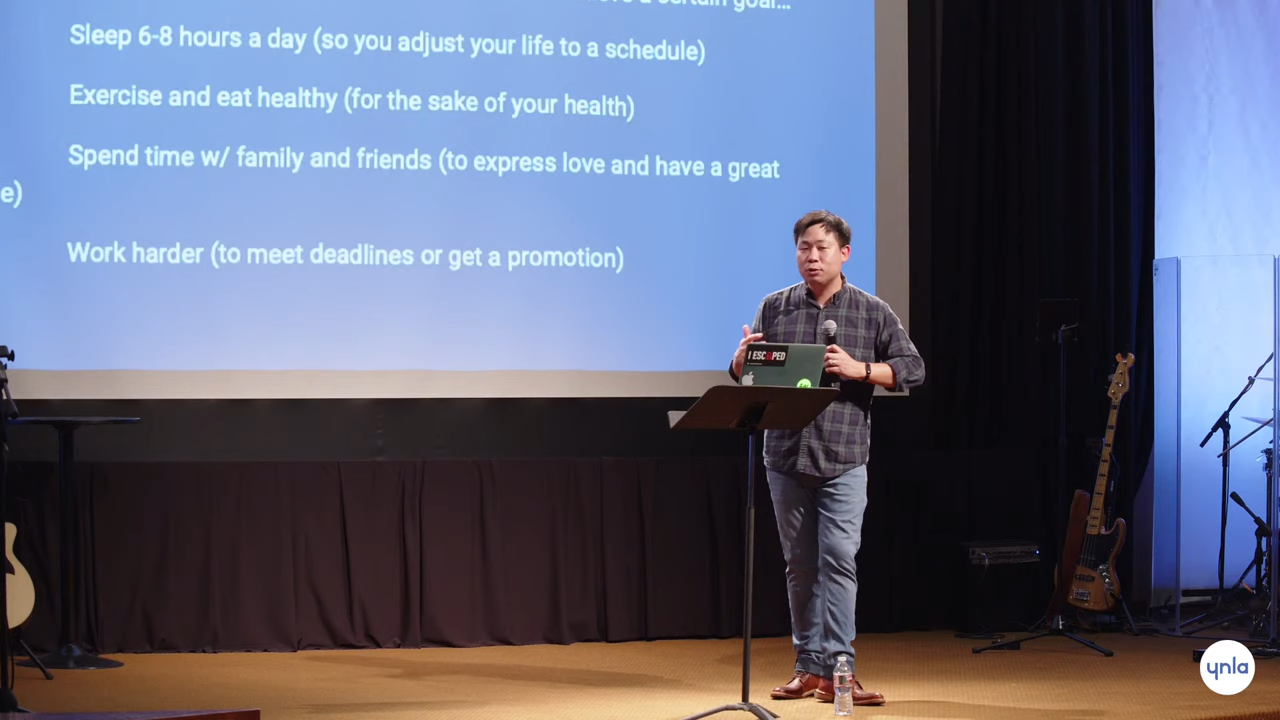 a certain goal...
Sleep 6-8 hours a day (so you adjust your life to a schedule)
Exercise and eat healthy (for the sake of your health)
Spend time w/ family and friends (to express love and have a great
e)
Work harder (to meet deadlines or get a promotion)
I ESCAPED
ynla